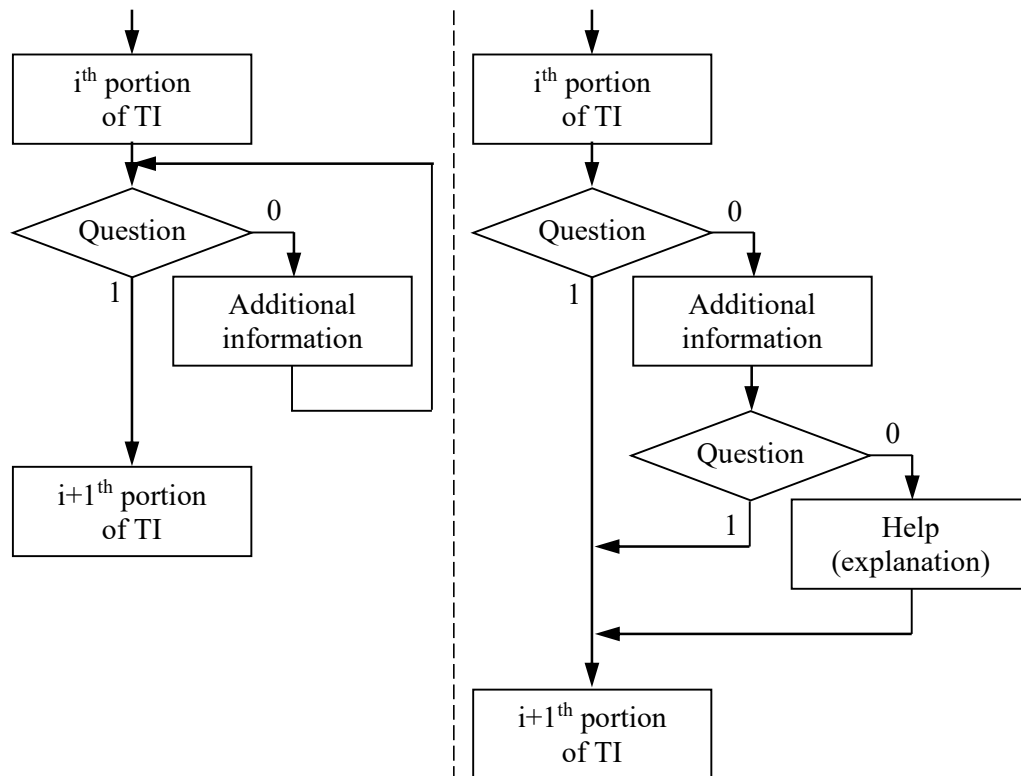 iᵗʰ portion
of TI
Question
0
1
Additional
information
i+1ᵗʰ portion
of TI
iᵗʰ portion
of TI
Question
0
1
Additional
information
Question
0
1
Help
(explanation)
i+1ᵗʰ portion
of TI